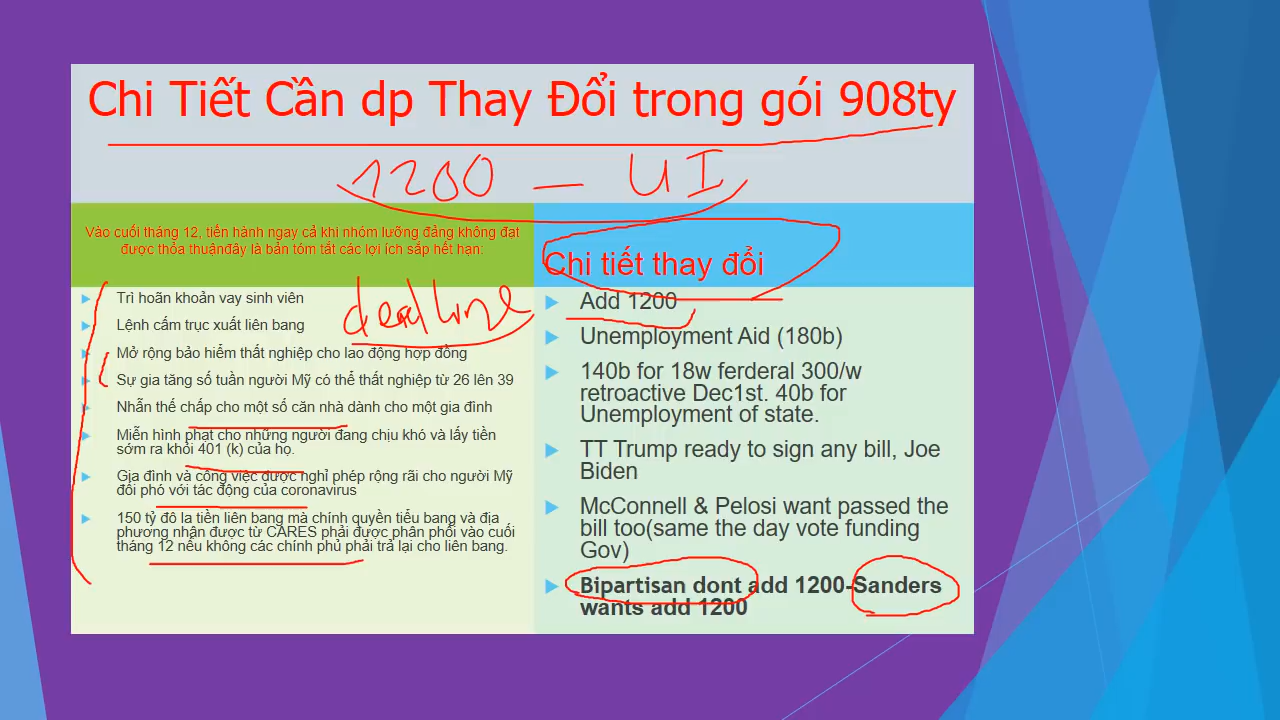 Chi Tiết Cần dp Thay Đổi trong gói 908ty
1200 — UI
Vào cuối tháng 12, tiến hành ngay cả khi nhóm lưỡng đảng không đạt
được thỏa thuậnđây là bản tóm tắt các lợi ích sắp hết hạn:
deadline
Trì hoãn khoản vay sinh viên
Lệnh cấm trục xuất liên bang
Mở rộng bảo hiểm thất nghiệp cho lao động hợp đồng
Sự gia tăng số tuần người Mỹ có thể thất nghiệp từ 26 lên 39
Nhẫn thế chấp cho một số căn nhà dành cho một gia đình
Miễn hình phạt cho những người đang chịu khó và lấy tiền
sớm ra khỏi 401 (k) của họ.
Gia đình và công việc được nghỉ phép rộng rãi cho người Mỹ
đối phó với tác động của coronavirus
150 tỷ đô la tiền liên bang mà chính quyền tiểu bang và địa
phương nhận được từ CARES phải được phân phối vào cuối
tháng 12 nếu không các chính phủ phải trả lại cho liên bang.
Chi tiết thay đổi
Add 1200
Unemployment Aid (180b)
140b for 18w ferderal 300/w
retroactive Dec1st. 40b for
Unemployment of state.
TT Trump ready to sign any bill, Joe
Biden
McConnell & Pelosi want passed the
bill too(same the day vote funding
Gov)
Bipartisan dont add 1200-Sanders
wants add 1200